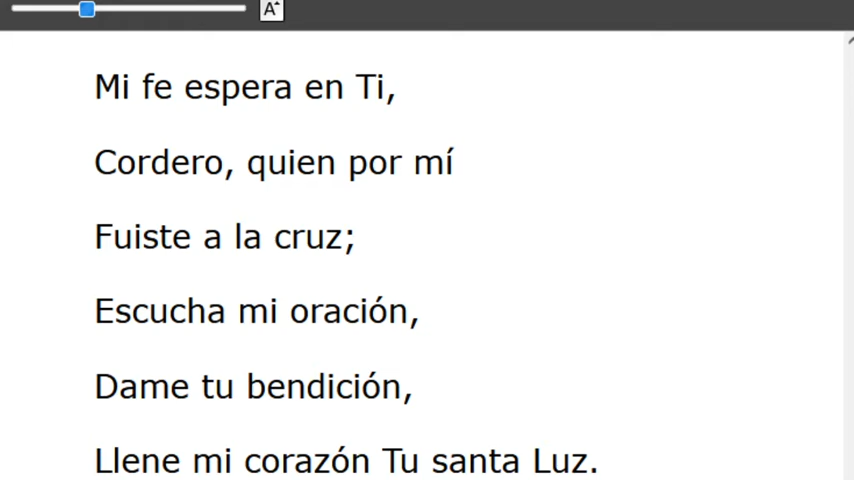 A
Mi fe espera en Ti,
Cordero, quien por mí
Fuiste a la cruz;
Escucha mi oración,
Dame tu bendición,
Llene mi corazón Tu santa Luz.